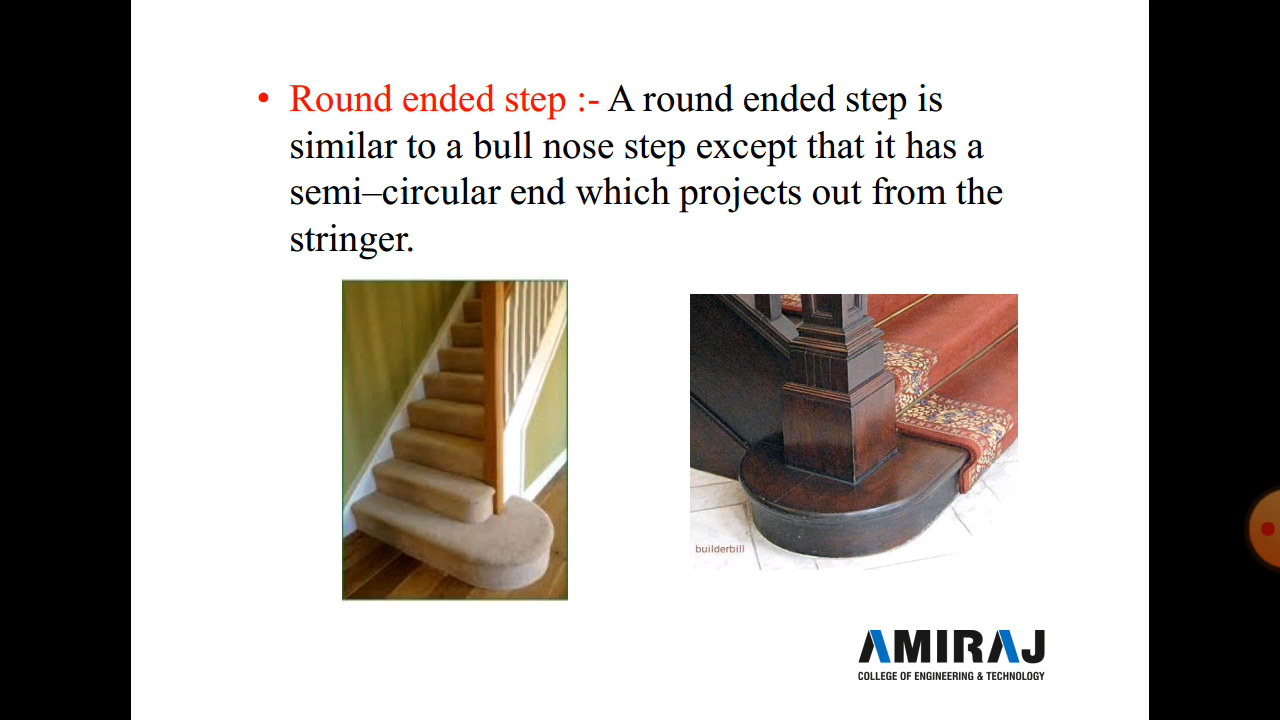 • Round ended step :- A round ended step is
similar to a bull nose step except that it has a
semi–circular end which projects out from the
stringer.
builderbill
AMIRAJ
COLLEGE OF ENGINEERING & TECHNOLOGY